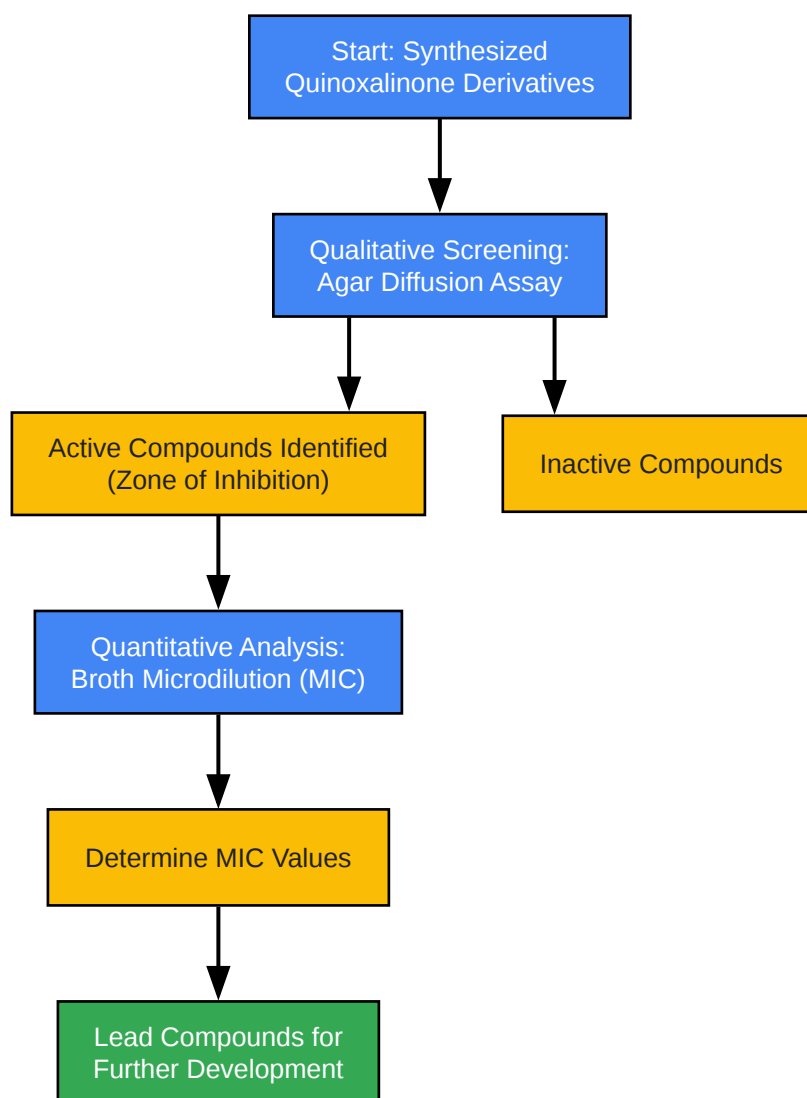 Start: Synthesized
Quinoxalinone Derivatives
Qualitative Screening:
Agar Diffusion Assay
Active Compounds Identified
(Zone of Inhibition)
Inactive Compounds
Quantitative Analysis:
Broth Microdilution (MIC)
Determine MIC Values
Lead Compounds for
Further Development